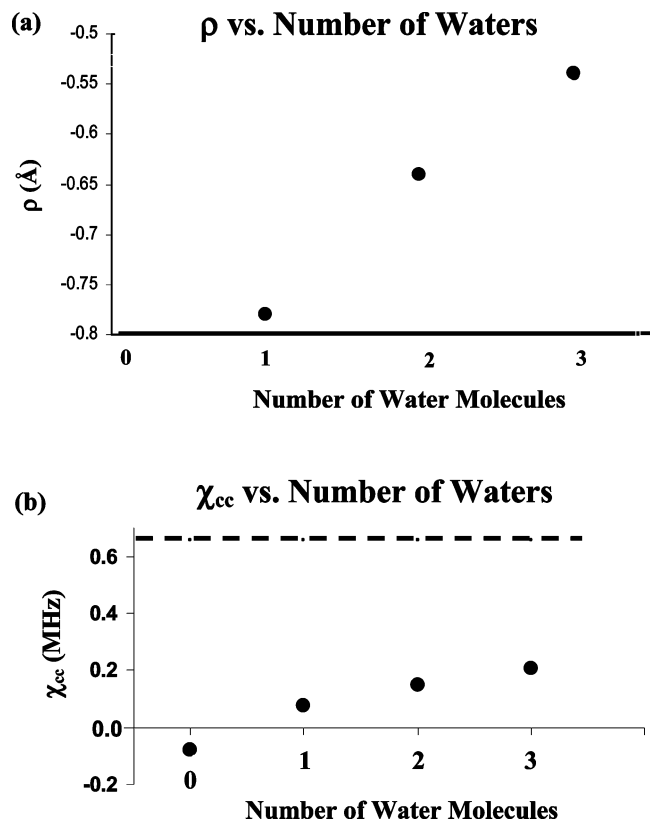 (a)
ρ vs. Number of Waters
-0.5
-0.55
-0.6
-0.65
-0.7
-0.75
-0.8
ρ (Å)
0 1 2 3
Number of Water Molecules
(b)
χcc vs. Number of Waters
0.6
0.4
0.2
0.0
-0.2
χcc (MHz)
0 1 2 3
Number of Water Molecules